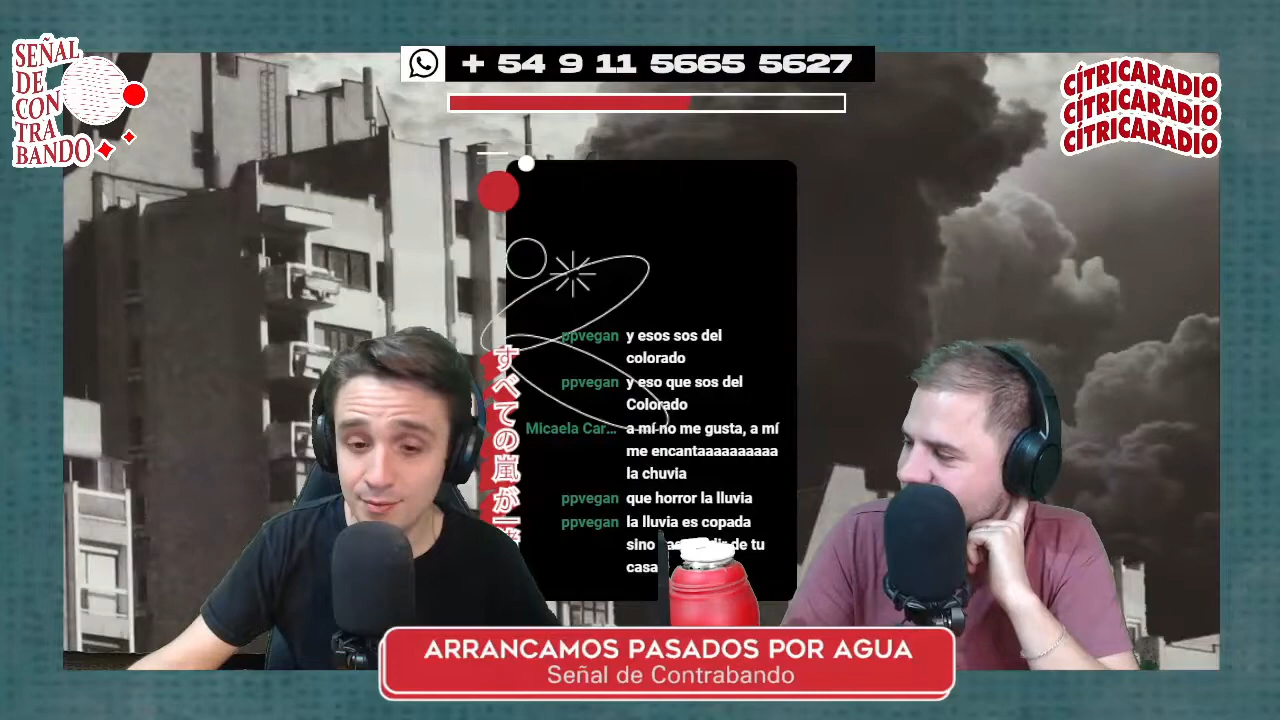 SEÑAL
DE
CON
TRA
BANDO
+ 54 9 11 5665 5627
CÍTRICARADIO
CÍTRICARADIO
CÍTRICARADIO
ppvegan y esos sos del
colorado
ppvegan y eso que sos del
Colorado
Micaela Car... a mí no me gusta, a mí
me encantaaaaaaaaaa
la chuvia
ppvegan que horror la lluvia
ppvegan la lluvia es copada
sino de tu
casa
すべての嵐が一
ARRANCAMOS PASADOS POR AGUA
Señal de Contrabando